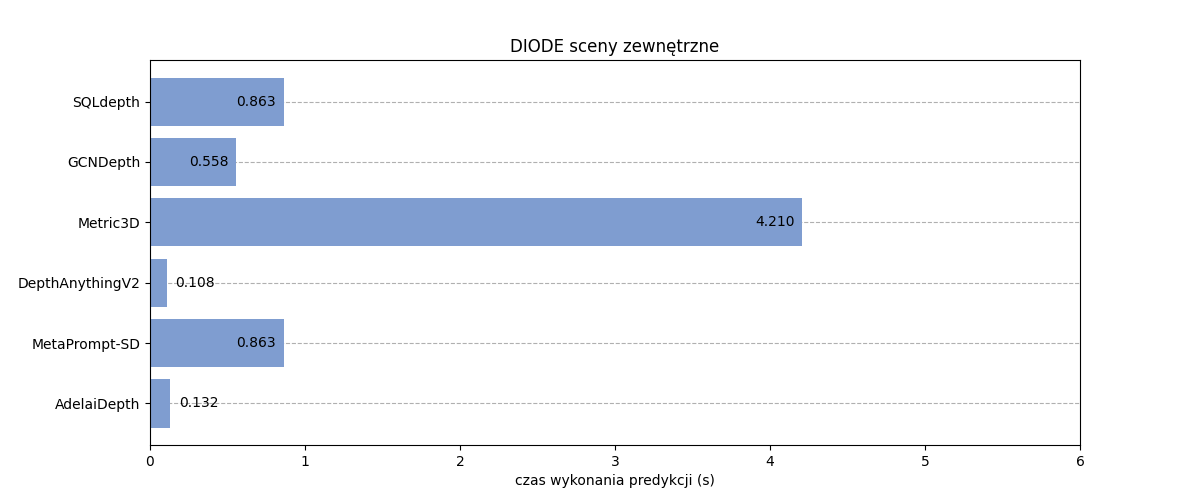 DIODE sceny zewnętrzne
SQLdepth 0.863
GCNDepth 0.558
Metric3D 4.210
DepthAnythingV2 0.108
MetaPrompt-SD 0.863
AdelaiDepth 0.132
0 1 2 3 4 5 6
czas wykonania predykcji (s)